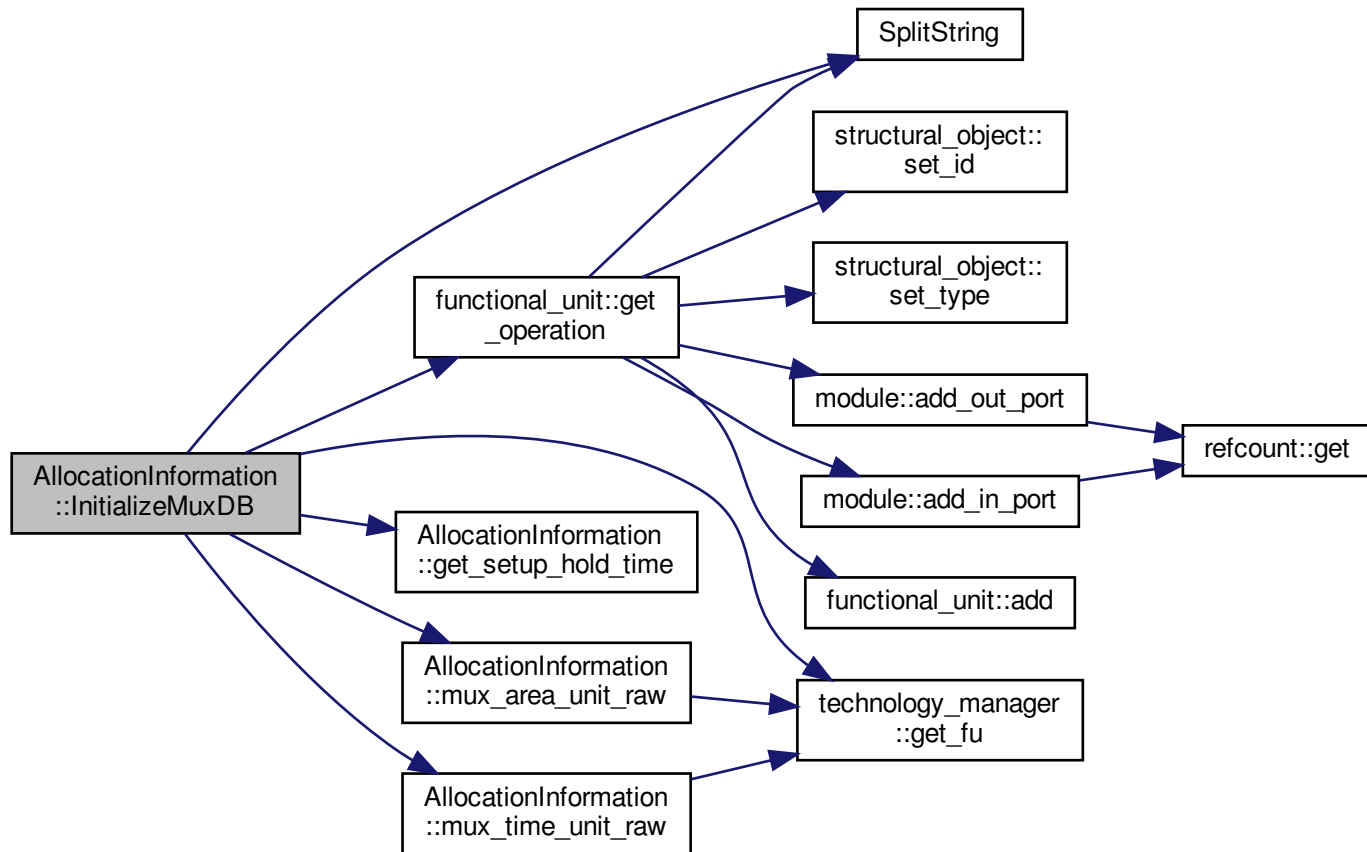 SplitString
structural_object::
set_id
structural_object::
set_type
functional_unit::get
_operation
module::add_out_port
refcount::get
AllocationInformation
::InitializeMuxDB
module::add_in_port
AllocationInformation
::get_setup_hold_time
functional_unit::add
AllocationInformation
::mux_area_unit_raw
technology_manager
::get_fu
AllocationInformation
::mux_time_unit_raw